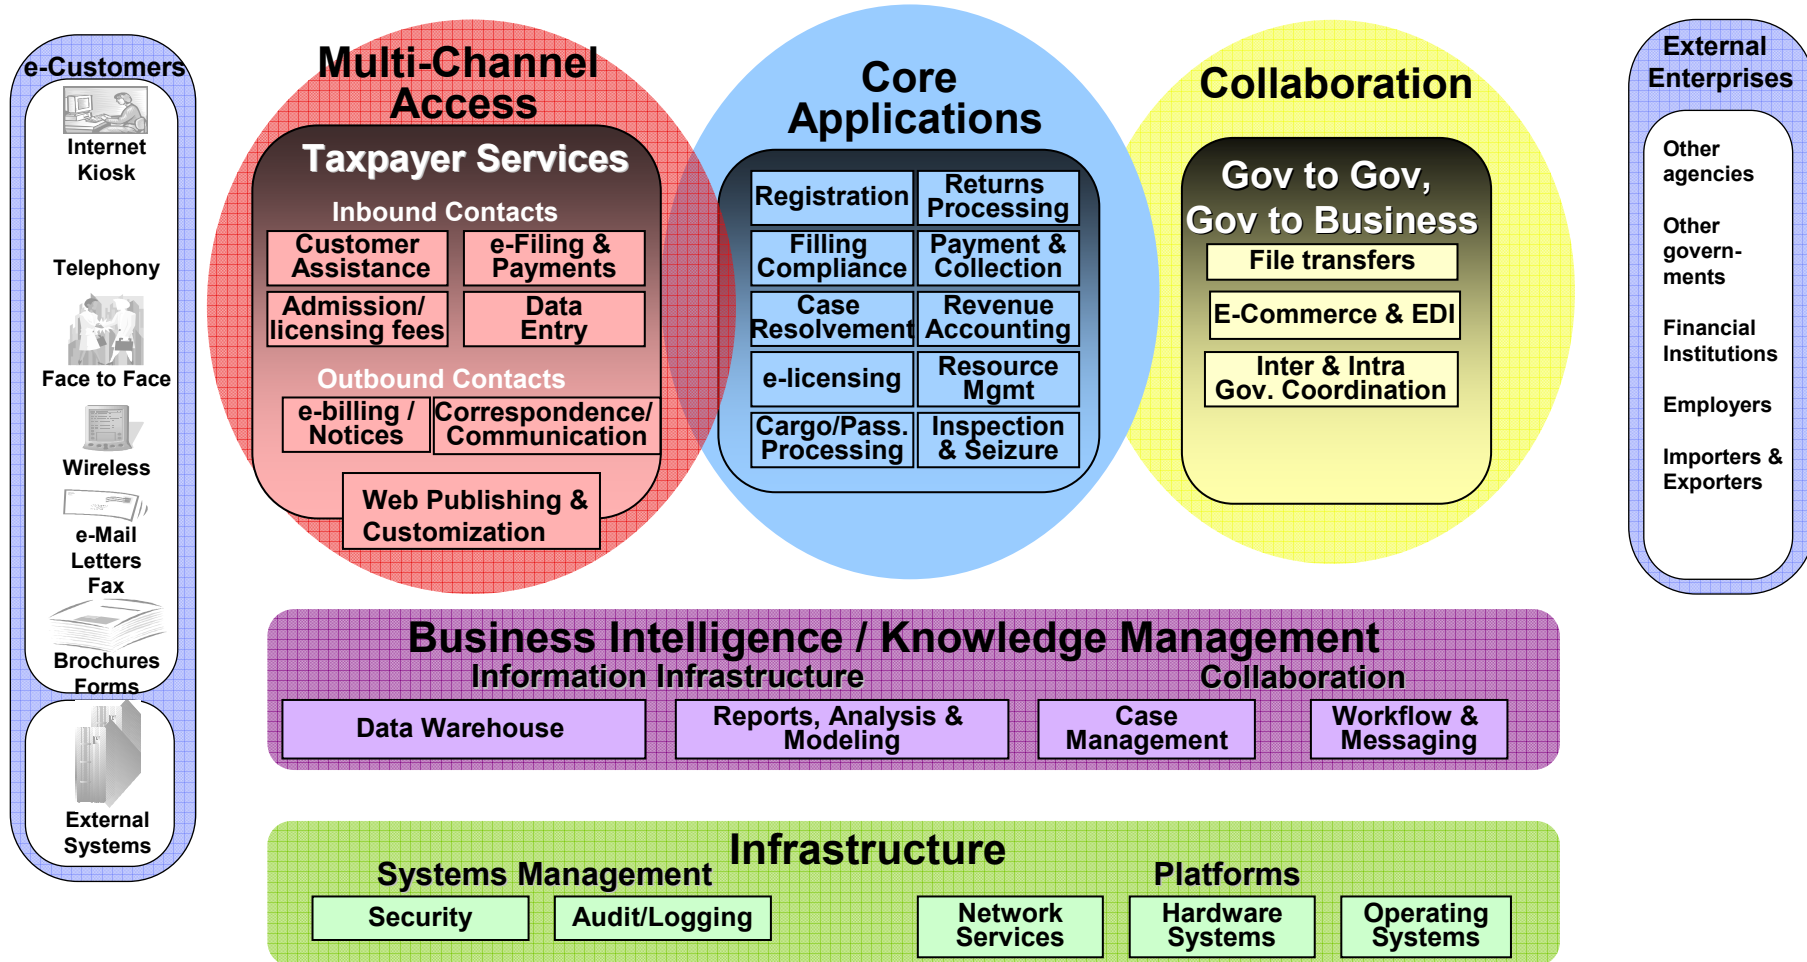 e-Customers
Internet
Kiosk
Telephony
Face to Face
Wireless
e-Mail
Letters
Fax
Brochures
Forms
External
Systems
Multi-Channel
Access
Taxpayer Services
Inbound Contacts
Customer
Assistance
e-Filing &
Payments
Admission/
licensing fees
Data
Entry
Outbound Contacts
e-billing /
Notices
Correspondence/
Communication
Web Publishing &
Customization
Core
Applications
Registration
Returns
Processing
Filling
Compliance
Payment &
Collection
Case
Resolvement
Revenue
Accounting
e-licensing
Resource
Mgmt
Cargo/Pass.
Processing
Inspection
& Seizure
Collaboration
Gov to Gov,
Gov to Business
File transfers
E-Commerce & EDI
Inter & Intra
Gov. Coordination
External
Enterprises
Other
agencies
Other
govern-
ments
Financial
Institutions
Employers
Importers &
Exporters
Business Intelligence / Knowledge Management
Information Infrastructure
Collaboration
Data Warehouse
Reports, Analysis &
Modeling
Case
Management
Workflow &
Messaging
Infrastructure
Systems Management
Platforms
Security
Audit/Logging
Network
Services
Hardware
Systems
Operating
Systems